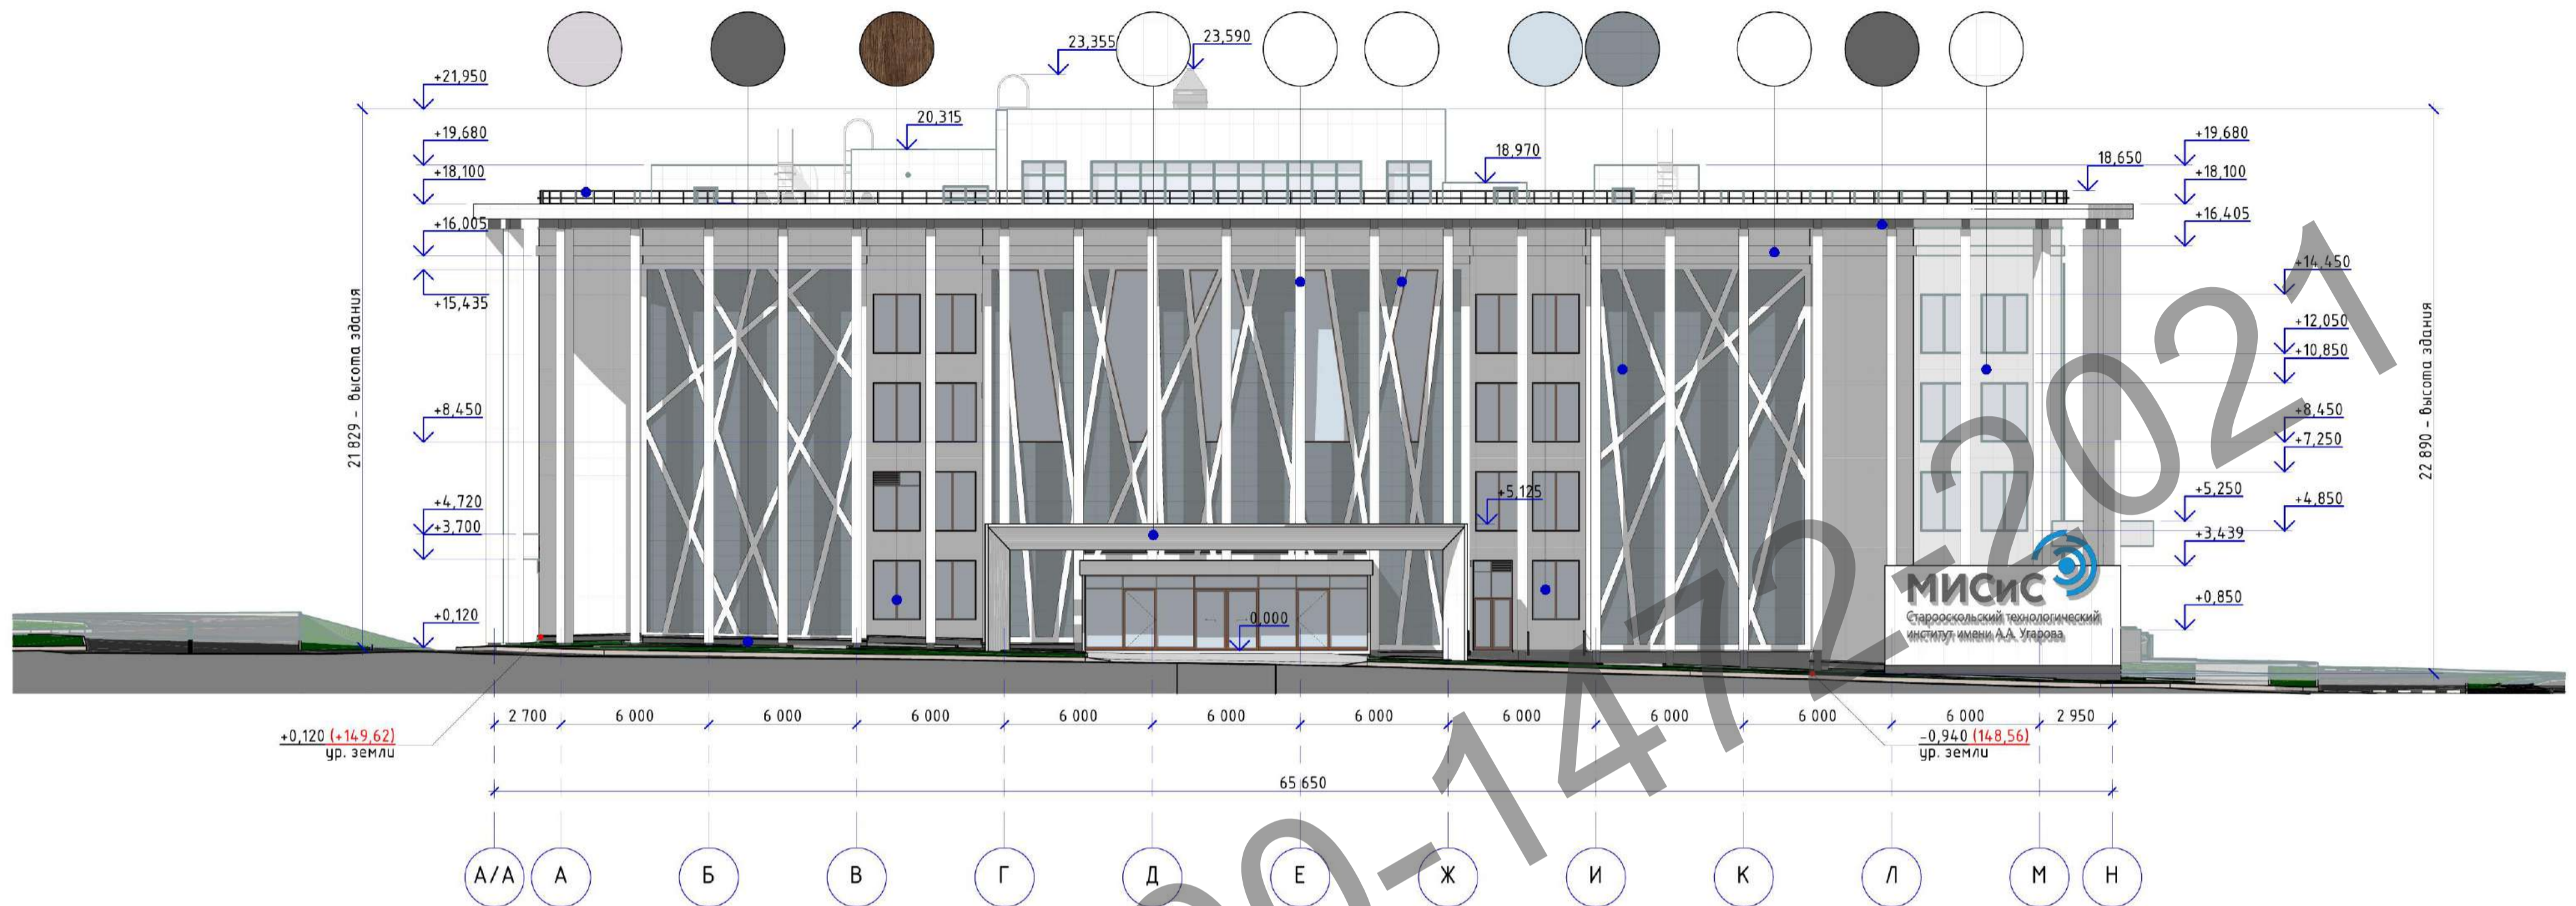 23,355
23,590
+21,950
+19,680
20,315
+19,680
18,970
18,650
+18,100
+18,100
+16,005
+16,405
+14,450
+15,435
+12,050
+10,850
21 829 - высота здания
22 890 - высота здания
+8,450
+8,450
+7,250
+5,125
+5,250
+4,850
+4,720
+3,700
+3,439
МИСиС
Старооскольский технологический
институт имени А.А. Угарова
+0,850
+0,120
0,000
2 700
6 000
6 000
6 000
6 000
6 000
6 000
6 000
6 000
6 000
6 000
2 950
+0,120 (+149,62)
ур. земли
-0,940 (148,56)
ур. земли
65 650
А/А
А
Б
В
Г
Д
Е
Ж
И
К
Л
М
Н
-1472-2021